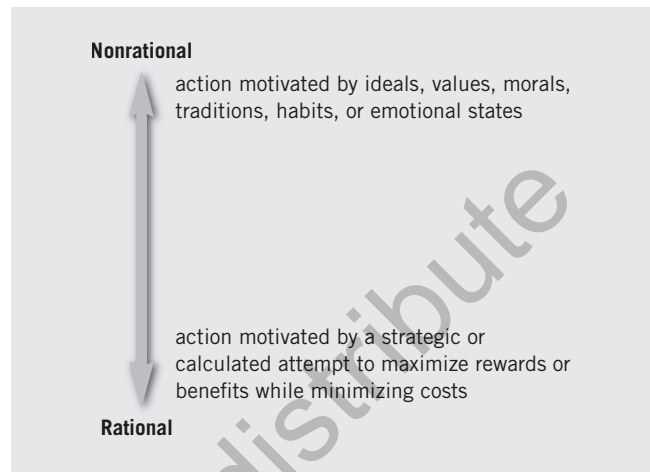 Nonrational
action motivated by ideals, values, morals,
traditions, habits, or emotional states
action motivated by a strategic or
calculated attempt to maximize rewards or
benefits while minimizing costs
Rational
distribute